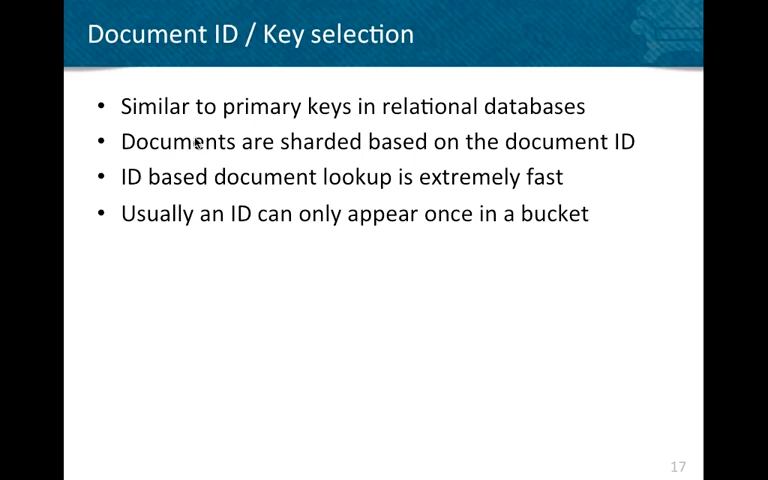 Document ID / Key selection
• Similar to primary keys in relational databases
• Documents are sharded based on the document ID
• ID based document lookup is extremely fast
• Usually an ID can only appear once in a bucket
17